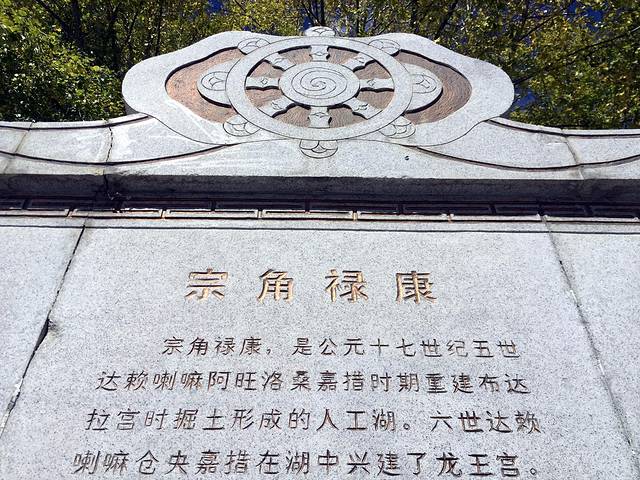 宗角禄康
宗角禄康，是公元十七世纪五世
达赖喇嘛阿旺洛桑嘉措时期重建布达
拉宫时掘土形成的人工湖。六世达赖
喇嘛仓央嘉措在湖中兴建了龙王宫。